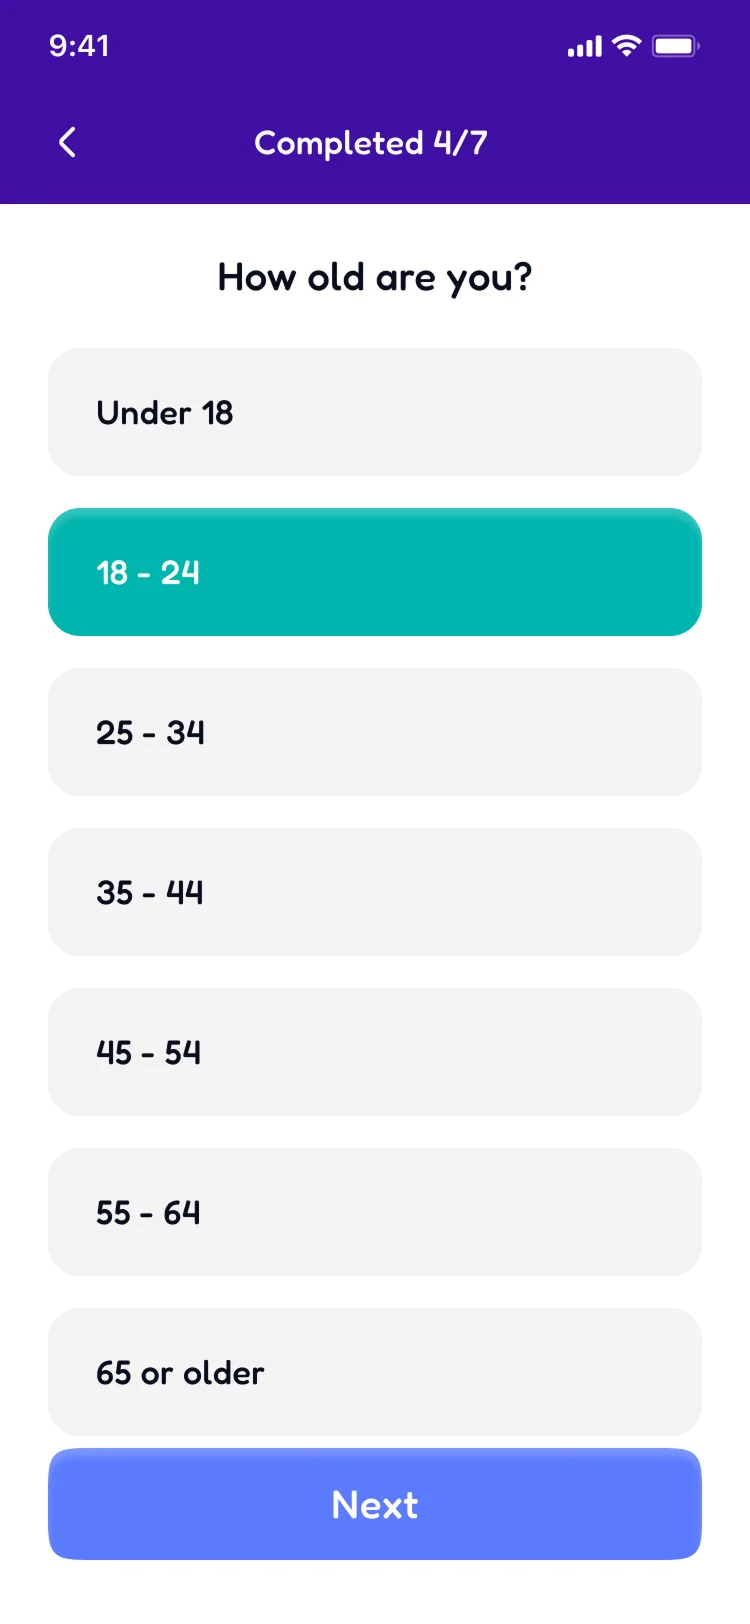 9:41
Completed 4/7
How old are you?
Under 18
18 - 24
25 - 34
35 - 44
45 - 54
55 - 64
65 or older
Next